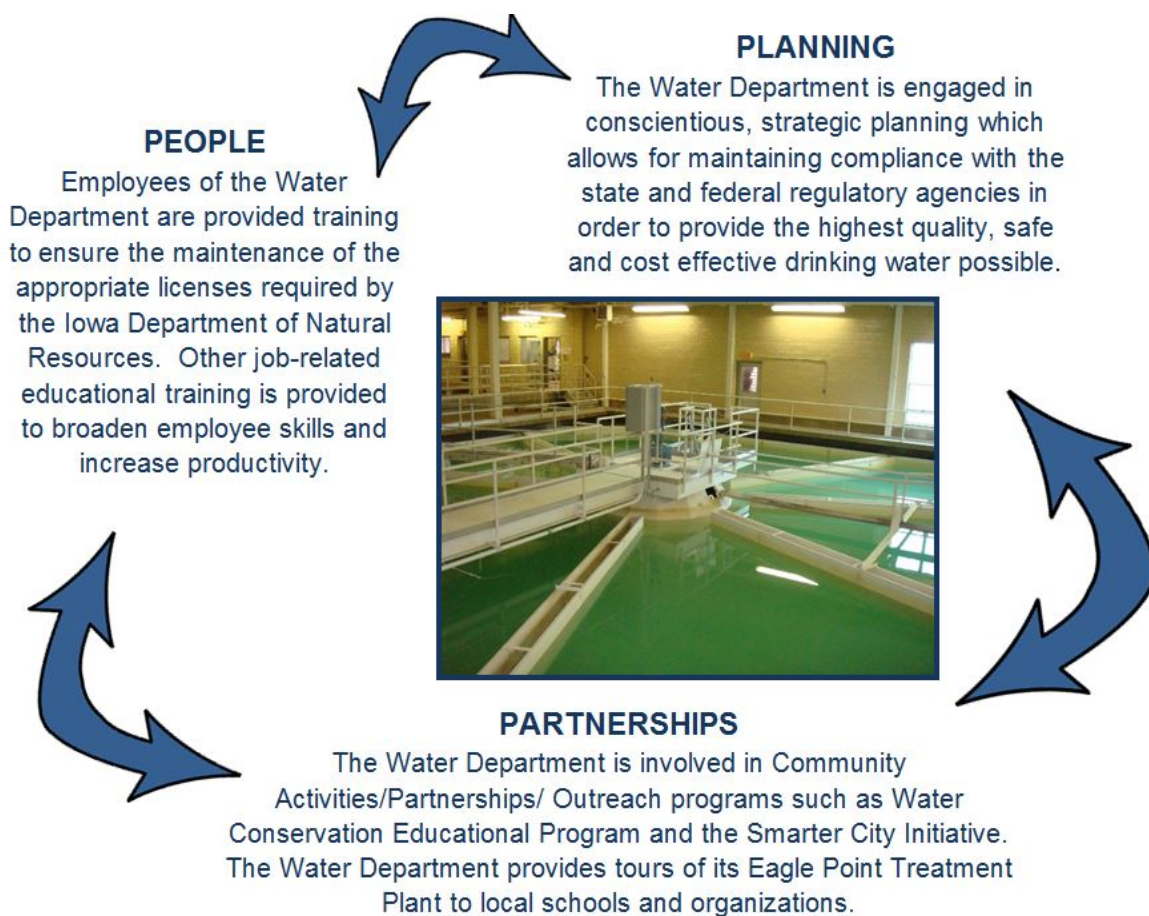 PEOPLE
Employees of the Water
Department are provided training
to ensure the maintenance of the
appropriate licenses required by
the Iowa Department of Natural
Resources.  Other job-related
educational training is provided
to broaden employee skills and
increase productivity.
PLANNING
The Water Department is engaged in
conscientious, strategic planning which
allows for maintaining compliance with the
state and federal regulatory agencies in
order to provide the highest quality, safe
and cost effective drinking water possible.
PARTNERSHIPS
The Water Department is involved in Community
Activities/Partnerships/ Outreach programs such as Water
Conservation Educational Program and the Smarter City Initiative.
The Water Department provides tours of its Eagle Point Treatment
Plant to local schools and organizations.